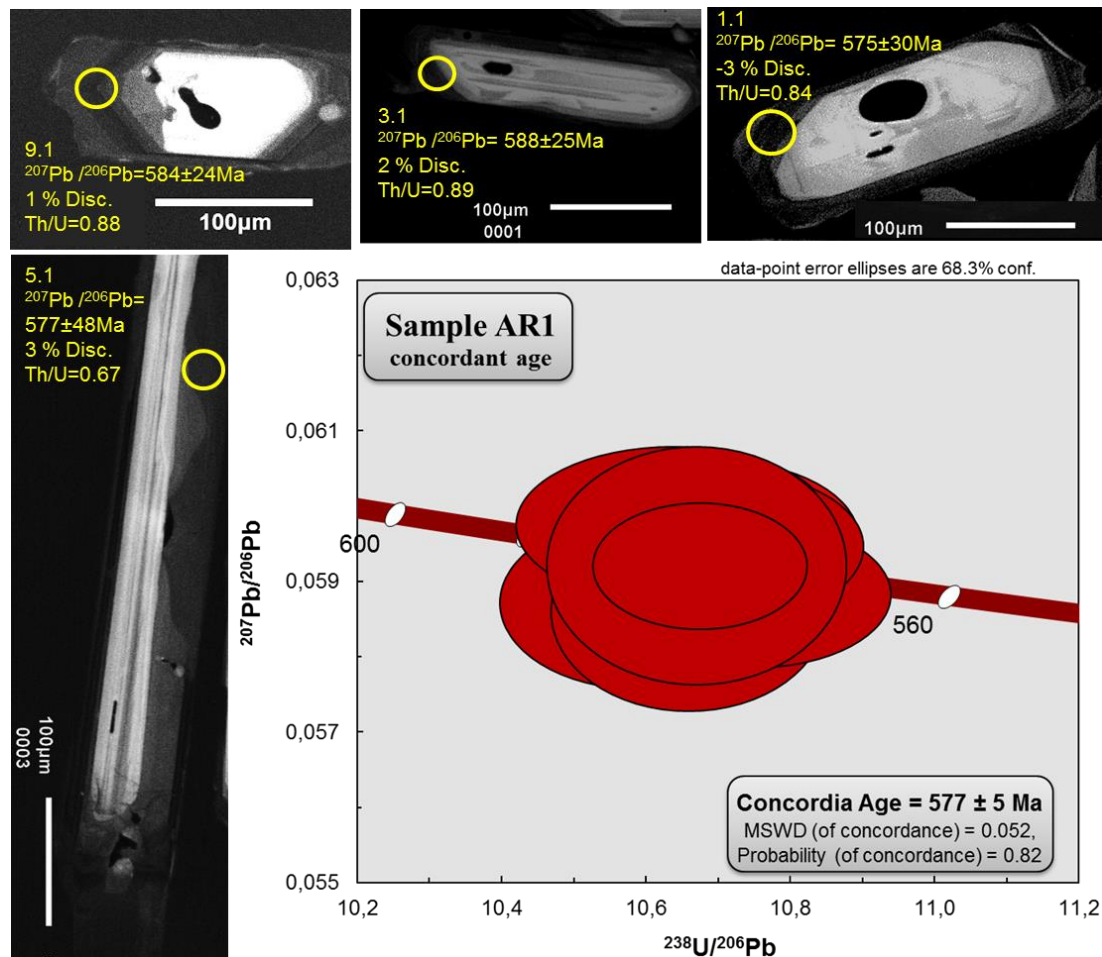 9.1
²⁰⁷Pb /²⁰⁶Pb=584±24Ma
1 % Disc.
Th/U=0.88
100µm
3.1
²⁰⁷Pb /²⁰⁶Pb= 588±25Ma
2 % Disc.
Th/U=0.89
100µm
0001
1.1
²⁰⁷Pb /²⁰⁶Pb= 575±30Ma
-3 % Disc.
Th/U=0.84
100µm
5.1
²⁰⁷Pb /²⁰⁶Pb=
577±48Ma
3 % Disc.
Th/U=0.67
100µm
0003
data-point error ellipses are 68.3% conf.
Sample AR1
concordant age
0,063
0,061
0,059
0,057
0,055
²⁰⁷Pb/²⁰⁶Pb
600
560
Concordia Age = 577 ± 5 Ma
MSWD (of concordance) = 0.052,
Probability (of concordance) = 0.82
10,2
10,4
10,6
10,8
11,0
11,2
²³⁸U/²⁰⁶Pb